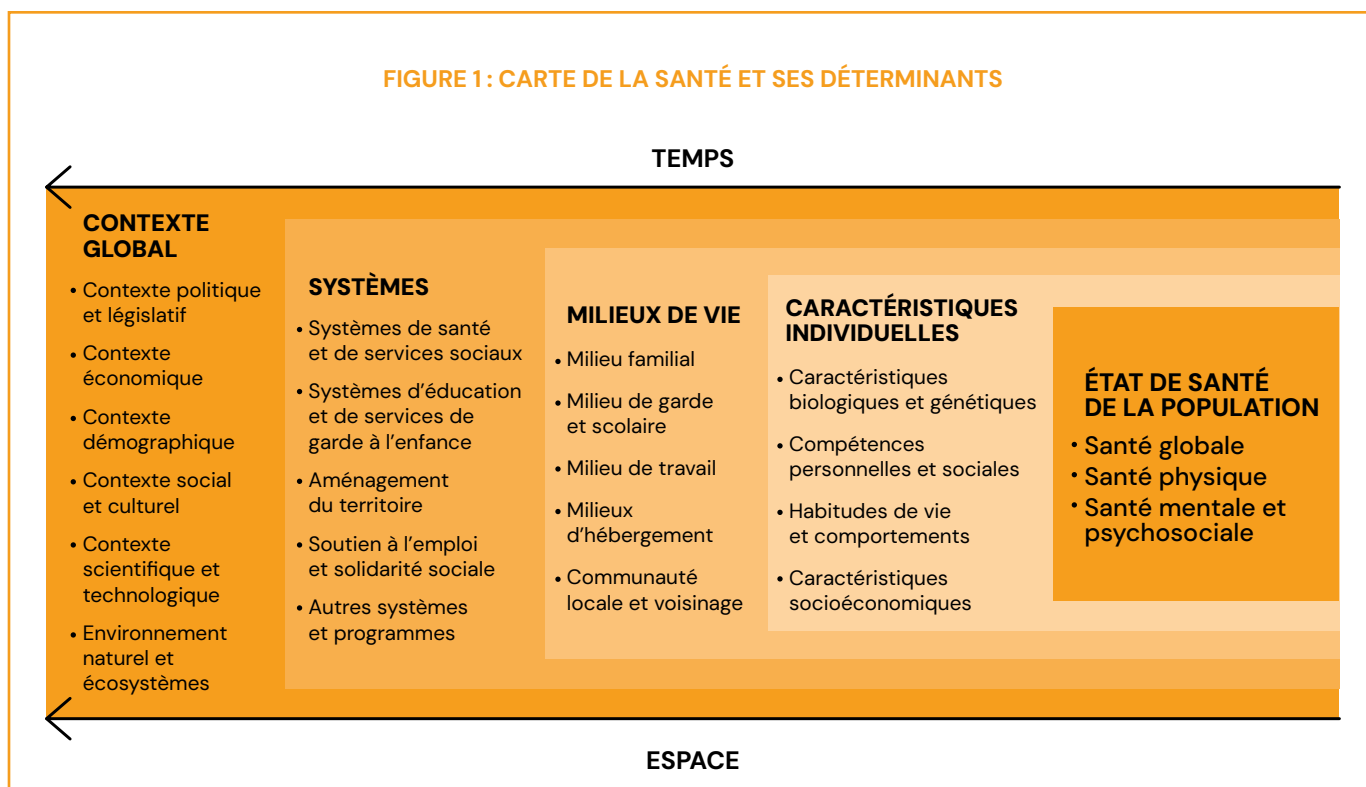 FIGURE 1 : CARTE DE LA SANTÉ ET SES DÉTERMINANTS
TEMPS
CONTEXTE
GLOBAL
• Contexte politique
et législatif
• Contexte
économique
• Contexte
démographique
• Contexte social
et culturel
• Contexte
scientifique et
technologique
• Environnement
naturel et
écosystèmes
SYSTÈMES
• Systèmes de santé
et de services sociaux
• Systèmes d’éducation
et de services de
garde à l’enfance
• Aménagement
du territoire
• Soutien à l’emploi
et solidarité sociale
• Autres systèmes
et programmes
MILIEUX DE VIE
• Milieu familial
• Milieu de garde
et scolaire
• Milieu de travail
• Milieux
d’hébergement
• Communauté
locale et voisinage
CARACTÉRISTIQUES
INDIVIDUELLES
• Caractéristiques
biologiques et génétiques
• Compétences
personnelles et sociales
• Habitudes de vie
et comportements
• Caractéristiques
socioéconomiques
ÉTAT DE SANTÉ
DE LA POPULATION
• Santé globale
• Santé physique
• Santé mentale et
psychosociale
ESPACE